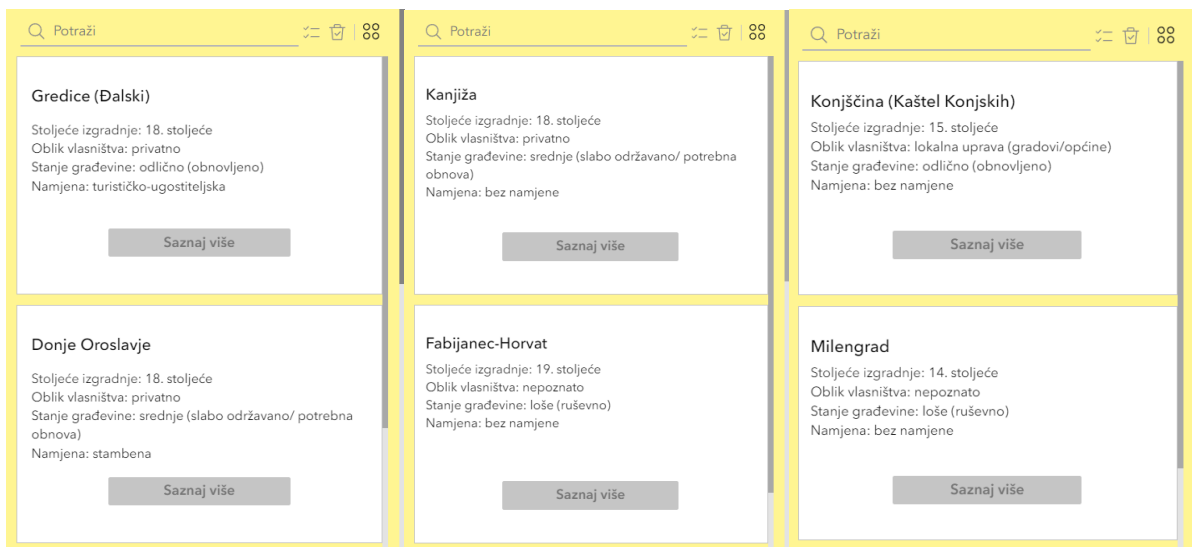 Potraži
Gredice (Đalski)
Stoljeće izgradnje: 18. stoljeće
Oblik vlasništva: privatno
Stanje građevine: odlično (obnovljeno)
Namjena: turističko-ugostiteljska
Saznaj više
Donje Oroslavje
Stoljeće izgradnje: 18. stoljeće
Oblik vlasništva: privatno
Stanje građevine: srednje (slabo održavano/ potrebna
obnova)
Namjena: stambena
Saznaj više
Potraži
Kanjiža
Stoljeće izgradnje: 18. stoljeće
Oblik vlasništva: privatno
Stanje građevine: srednje (slabo održavano/ potrebna
obnova)
Namjena: bez namjene
Saznaj više
Fabijanec-Horvat
Stoljeće izgradnje: 19. stoljeće
Oblik vlasništva: nepoznato
Stanje građevine: loše (ruševno)
Namjena: bez namjene
Saznaj više
Potraži
Konjščina (Kaštel Konjskih)
Stoljeće izgradnje: 15. stoljeće
Oblik vlasništva: lokalna uprava (gradovi/općine)
Stanje građevine: odlično (obnovljeno)
Namjena: bez namjene
Saznaj više
Milengrad
Stoljeće izgradnje: 14. stoljeće
Oblik vlasništva: nepoznato
Stanje građevine: loše (ruševno)
Namjena: bez namjene
Saznaj više